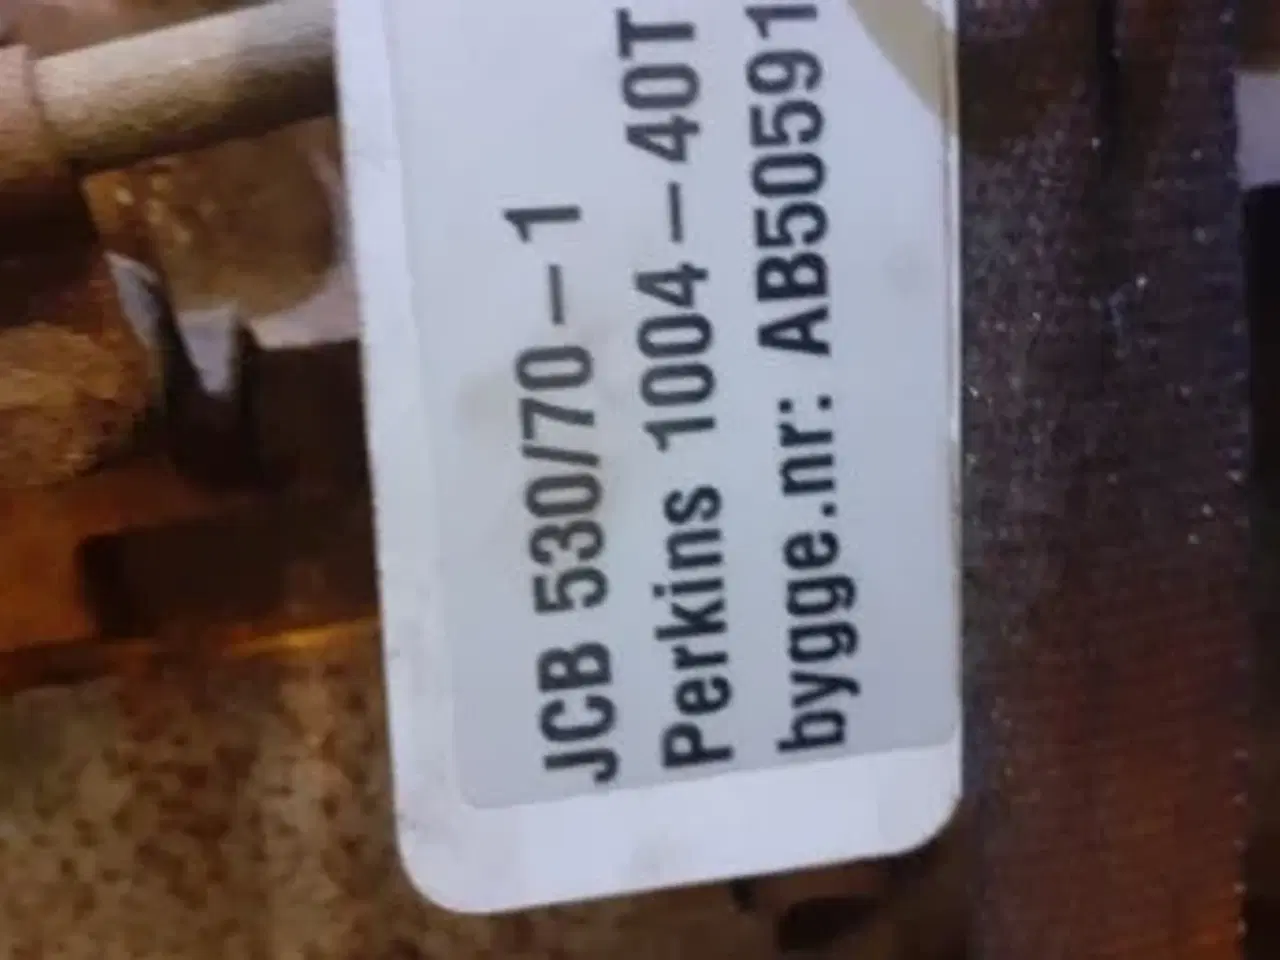 JCB 530/70 – 1
Perkins 1004 – 40T
bygge.nr: AB50591